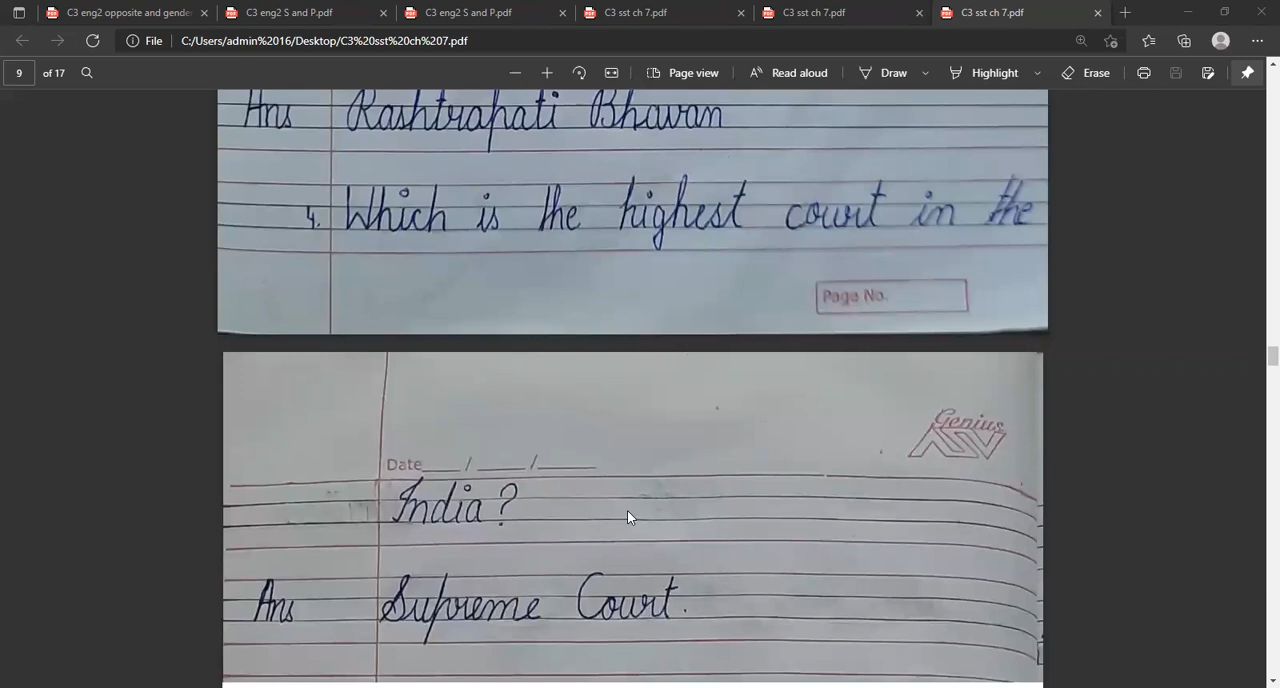 C3 eng2 opposite and gende
C3 eng2 S and P.pdf
C3 eng2 S and P.pdf
C3 sst ch 7.pdf
C3 sst ch 7.pdf
C3 sst ch 7.pdf
File C:/Users/admin%2016/Desktop/C3%20sst%20ch%207.pdf
9 of 17 Page view Read aloud Draw Highlight Erase
Ans Rashtrapati Bhavan
4. Which is the highest court in the
Page No.
Genius
Date___/___/___
India?
Ans Supreme Court.